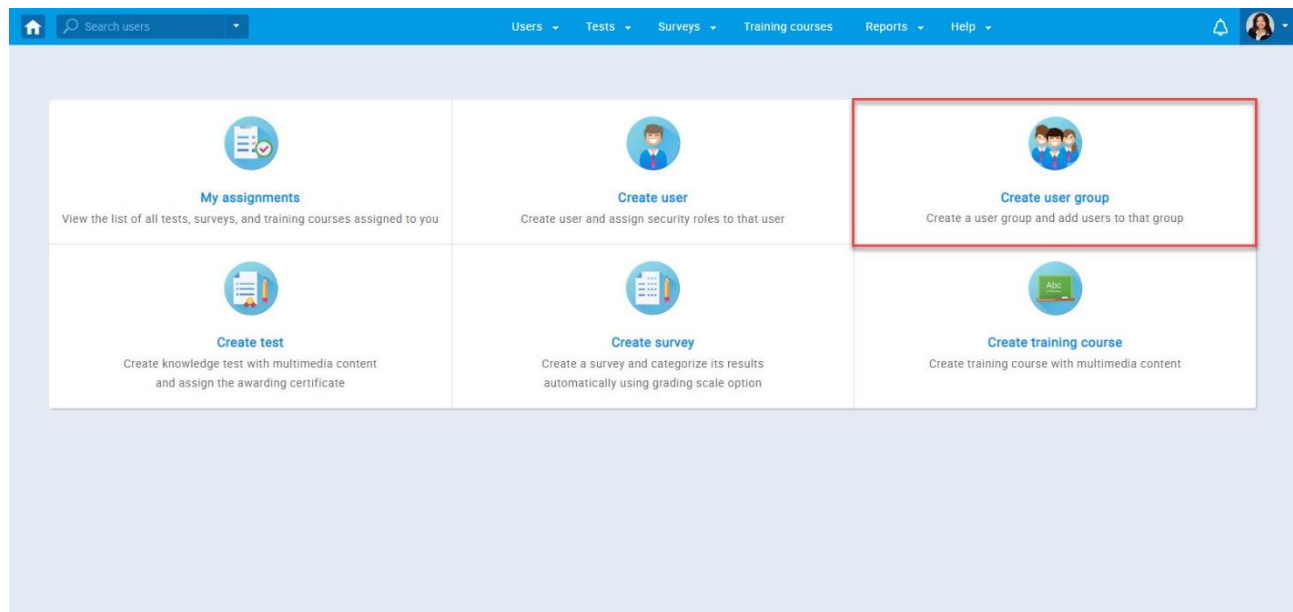 Search users
Users
Tests
Surveys
Training courses
Reports
Help
My assignments
View the list of all tests, surveys, and training courses assigned to you
Create user
Create user and assign security roles to that user
Create user group
Create a user group and add users to that group
Create test
Create knowledge test with multimedia content
and assign the awarding certificate
Create survey
Create a survey and categorize its results
automatically using grading scale option
Abc
Create training course
Create training course with multimedia content